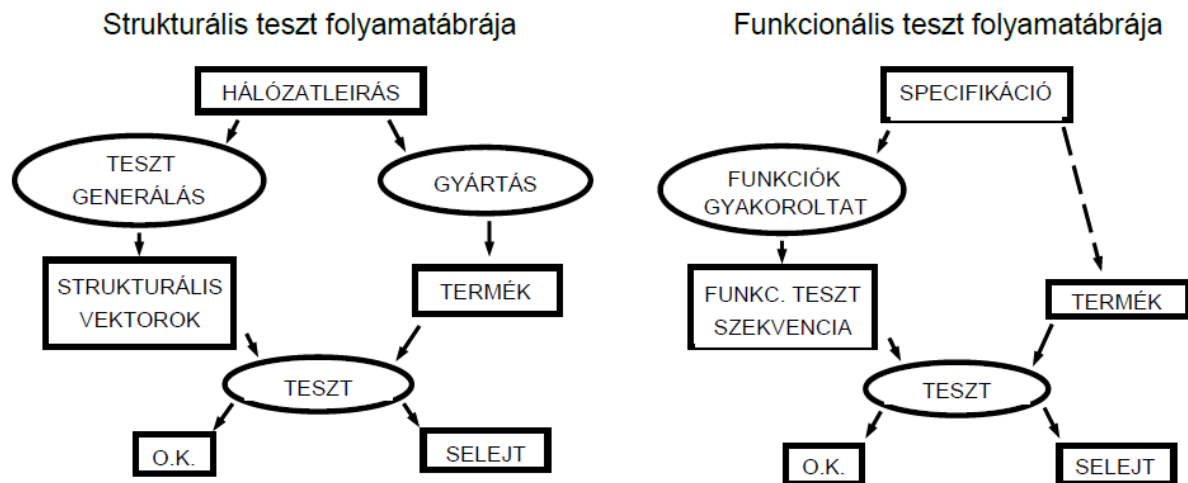 Strukturális teszt folyamatábrája
HÁLÓZATLEIRÁS
TESZT
GENERÁLÁS
GYÁRTÁS
STRUKTURÁLIS
VEKTOROK
TERMÉK
TESZT
O.K.
SELEJT
Funkcionális teszt folyamatábrája
SPECIFIKÁCIÓ
FUNKCIÓK
GYAKOROLTAT
FUNKC. TESZT
SZEKVENCIA
TERMÉK
TESZT
O.K.
SELEJT